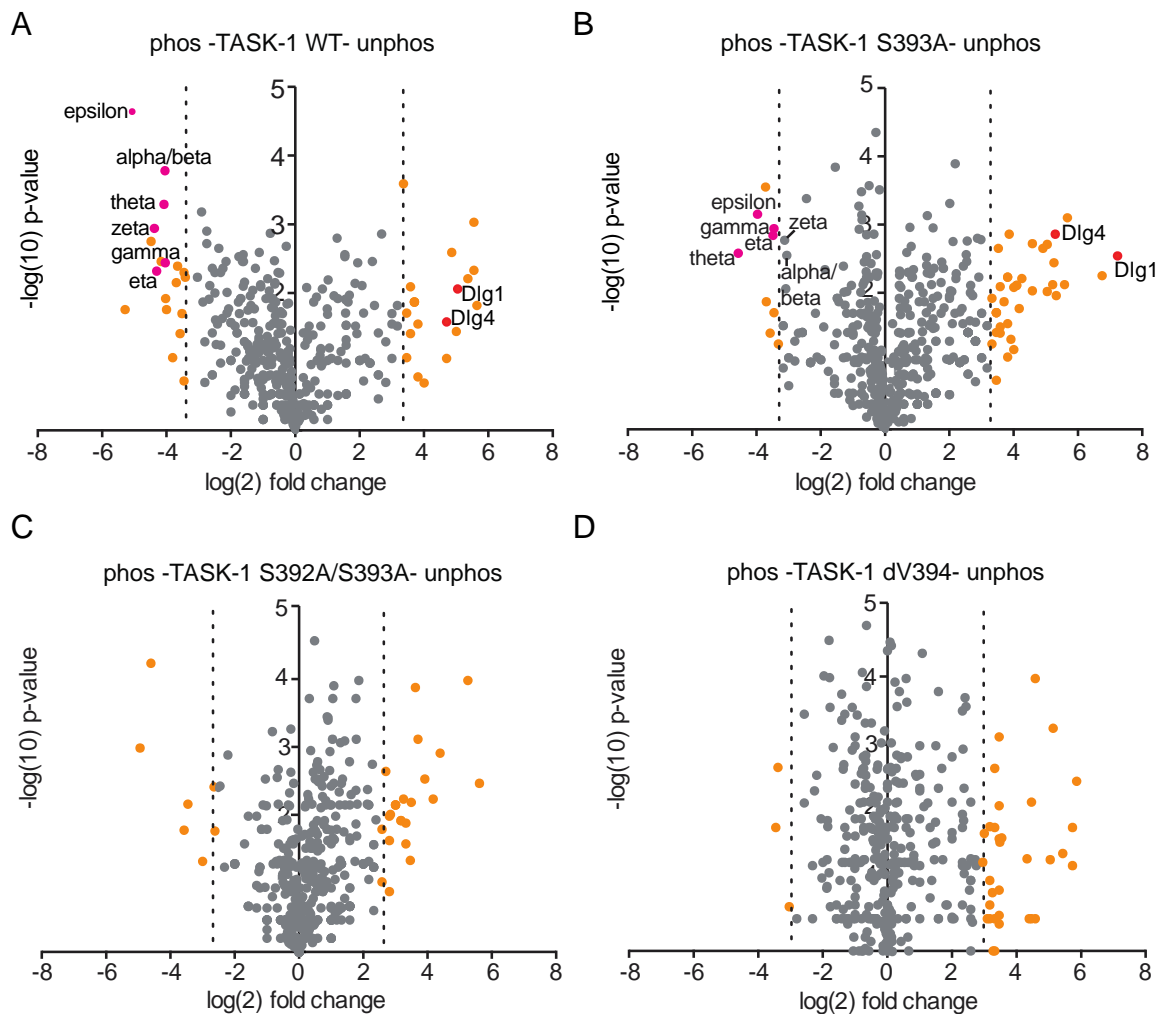 A
phos -TASK-1 WT- unphos
-log(10) p-value
5
4
3
2
epsilon
alpha/beta
theta
zeta
gamma
eta
Dlg1
Dlg4
-8 -6 -4 -2 0 2 4 6 8
log(2) fold change
B
phos -TASK-1 S393A- unphos
-log(10) p-value
5
4
3
2
epsilon
gamma
zeta
eta
theta
alpha/
beta
Dlg4
Dlg1
-8 -6 -4 -2 0 2 4 6 8
log(2) fold change
C
phos -TASK-1 S392A/S393A- unphos
-log(10) p-value
5
4
3
2
-8 -6 -4 -2 0 2 4 6 8
log(2) fold change
D
phos -TASK-1 dV394- unphos
-log(10) p-value
5
4
3
2
-8 -6 -4 -2 0 2 4 6 8
log(2) fold change